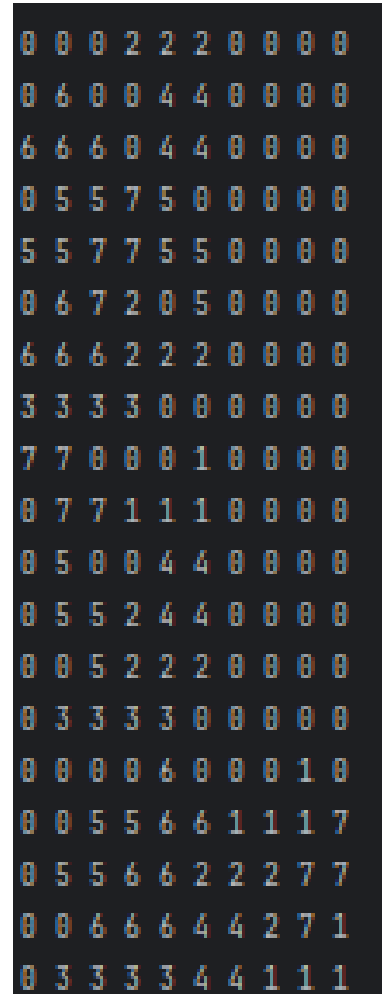 0 0 0 2 2 2 0 0 0 0
0 6 0 0 4 4 0 0 0 0
6 6 6 0 4 4 0 0 0 0
0 5 5 7 5 0 0 0 0 0
5 5 7 7 5 5 0 0 0 0
0 6 7 2 0 5 0 0 0 0
6 6 6 2 2 2 0 0 0 0
3 3 3 3 0 0 0 0 0 0
7 7 0 0 0 1 0 0 0 0
0 7 7 1 1 1 0 0 0 0
0 5 0 0 4 4 0 0 0 0
0 5 5 2 4 4 0 0 0 0
0 0 5 2 2 2 0 0 0 0
0 3 3 3 3 0 0 0 0 0
0 0 0 0 6 0 0 0 1 0
0 0 5 5 6 6 1 1 1 7
0 5 5 6 6 2 2 2 7 7
0 0 6 6 6 4 4 2 7 1
0 3 3 3 3 4 4 1 1 1